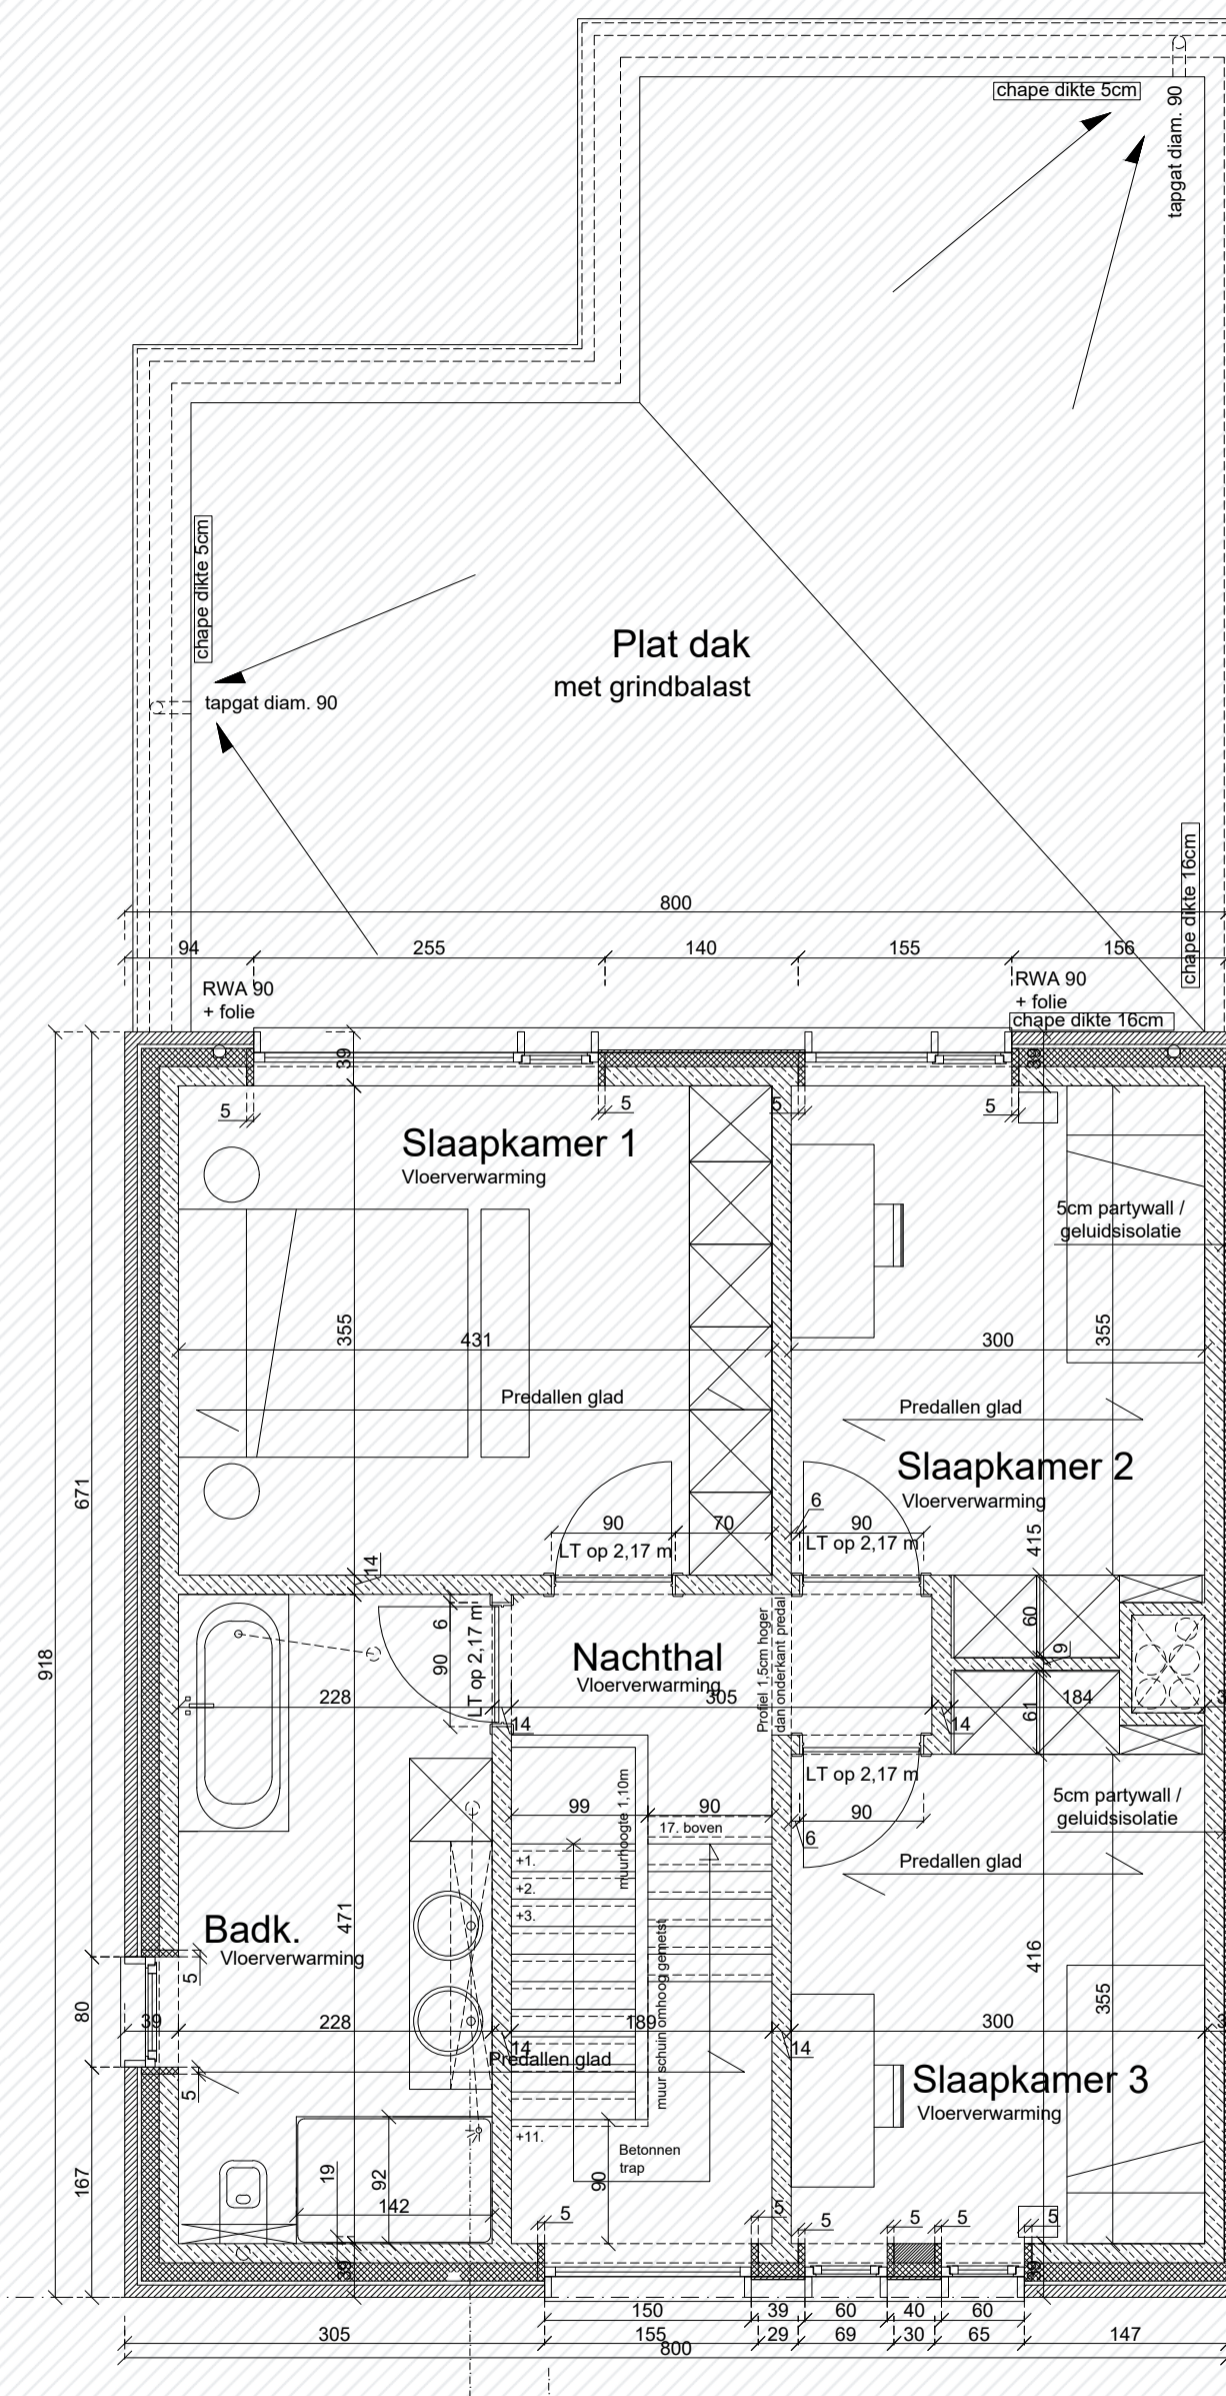 chape dikte 5cm
tapgat diam. 90
chape dikte 5cm
Plat dak
met grindbalast
tapgat diam. 90
chape dikte 16cm
800
94
255
140
155
156
RWA 90
+ folie
RWA 90
+ folie
chape dikte 16cm
39
39
5
5
5
5
Slaapkamer 1
Vloerverwarming
5cm partywall /
geluidsisolatie
355
431
300
355
Predallen glad
Predallen glad
Slaapkamer 2
Vloerverwarming
671
6
90
70
90
LT op 2,17 m
LT op 2,17 m
415
14
918
6
90
LT op 2,17 m
Nachthal
Vloerverwarming
Profiel 1,5cm hoger
dan onderkant predal
60
9
228
305
61
184
14
14
LT op 2,17 m
99
90
90
muurhoogte 1,10m
17. boven
6
5cm partywall /
geluidsisolatie
+1.
+2.
+3.
Predallen glad
Badk.
Vloerverwarming
471
muur schuin omhoog gemetst
416
5
80
39
228
189
300
355
14
14
Predallen glad
5
Slaapkamer 3
Vloerverwarming
+11.
Betonnen
trap
167
19
92
142
90
5
5
5
5
5
5
39
39
150
39
60
40
60
305
155
29
69
30
65
147
800